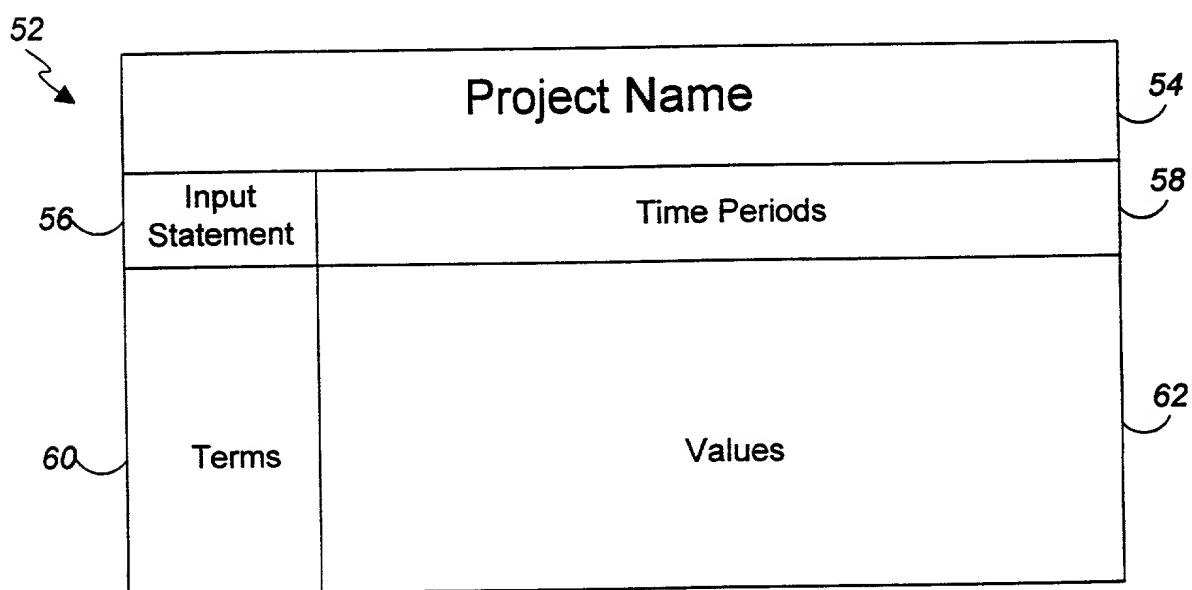 52
Project Name
54
56
Input
Statement
Time Periods
58
60
Terms
Values
62